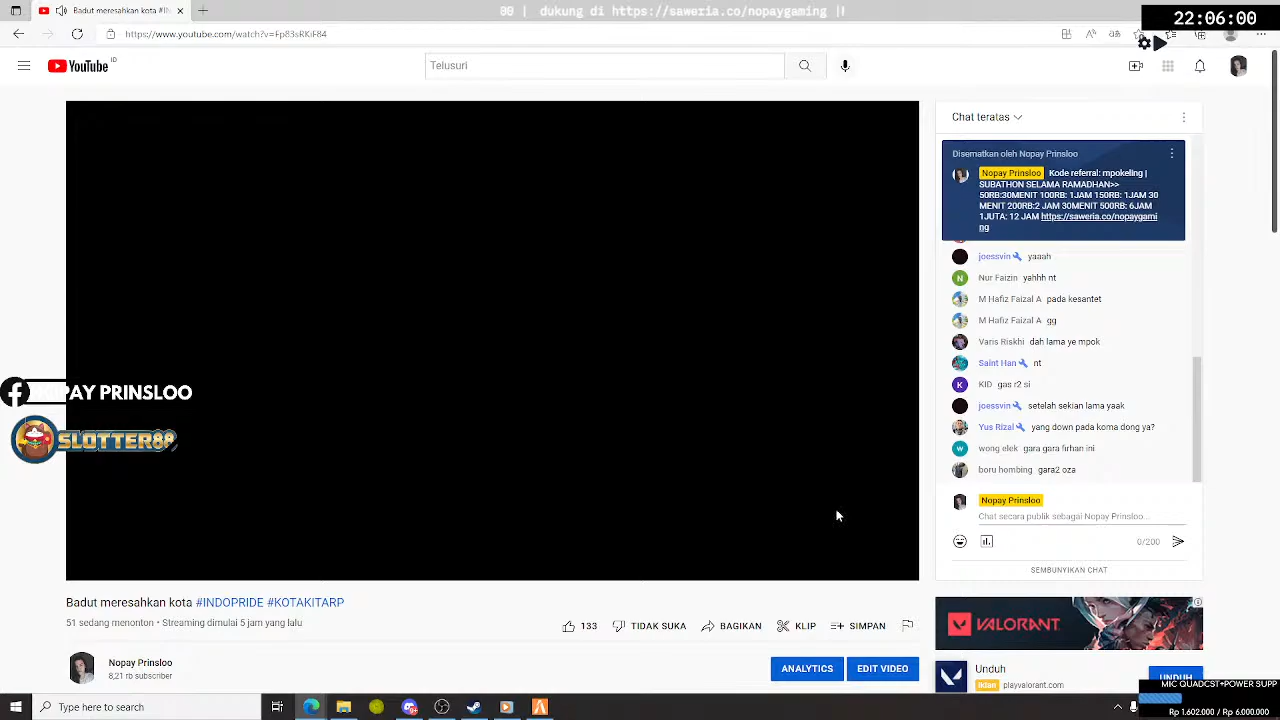 Badut meresahkan kota #IN
dukung di https://saweria.co/nopaygaming |!
22:06:00
https://www.youtube.com/watch?v=Fp83sRKiF84
YouTube ID
Telusuri
Chat teratas
Disematkan oleh Nopay Prinsloo
Nopay Prinsloo Kode referral: mpokeling |
SUBATHON SELAMA RAMADHAN>>
50RB:30MENIT 100RB: 1JAM 150RB: 1JAM 30
MENIT 200RB:2 JAM 30MENIT 500RB: 6JAM
1JUTA: 12 JAM https://saweria.co/nopaygami
ng
joessvin yaaah
N Nur Faizin yahhh nt
M Hafiz Faizal A pada kesantet
M Hafiz Faizal A gg
Varis Riskhi dah lama ye mpok
Saint Han nt
K KID gas r2 si
joessvin setelah sekian lama yaak
Yus Rizal yang down pada koma dong ya?
W wong elek gara gara firhan ini
boru hombing gara2 oza
PAY PRINSLOO
SLOTTER88
Nopay Prinsloo
Chat secara publik sebagai Nopay Prinsloo...
0/200
SEMBUNYIKAN CHAT
Badut meresahkan kota #INDOPRIDE #KOTAKITARP
51 sedang menonton • Streaming dimulai 5 jam yang lalu
133 TIDAK SUKA BAGIKAN KLIP SIMPAN
VALORANT
Nopay Prinsloo
8,21 rb subscriber
ANALYTICS EDIT VIDEO
Unduh
Iklan playvalorant.com
UNDUH
MIC QUADCST+POWER SUPP
Rp 1.602.000 / Rp 6.000.000
Type here to search